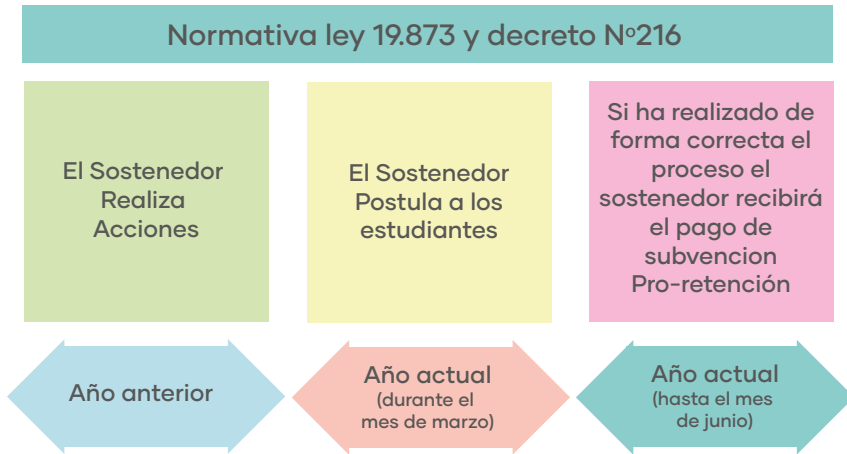 Normativa ley 19.873 y decreto Nº216
El Sostenedor
Realiza
Acciones
El Sostenedor
Postula a los
estudiantes
Si ha realizado de
forma correcta el
proceso el
sostenedor recibirá
el pago de
subvencion
Pro-retención
Año anterior
Año actual
(durante el
mes de marzo)
Año actual
(hasta el mes
de junio)